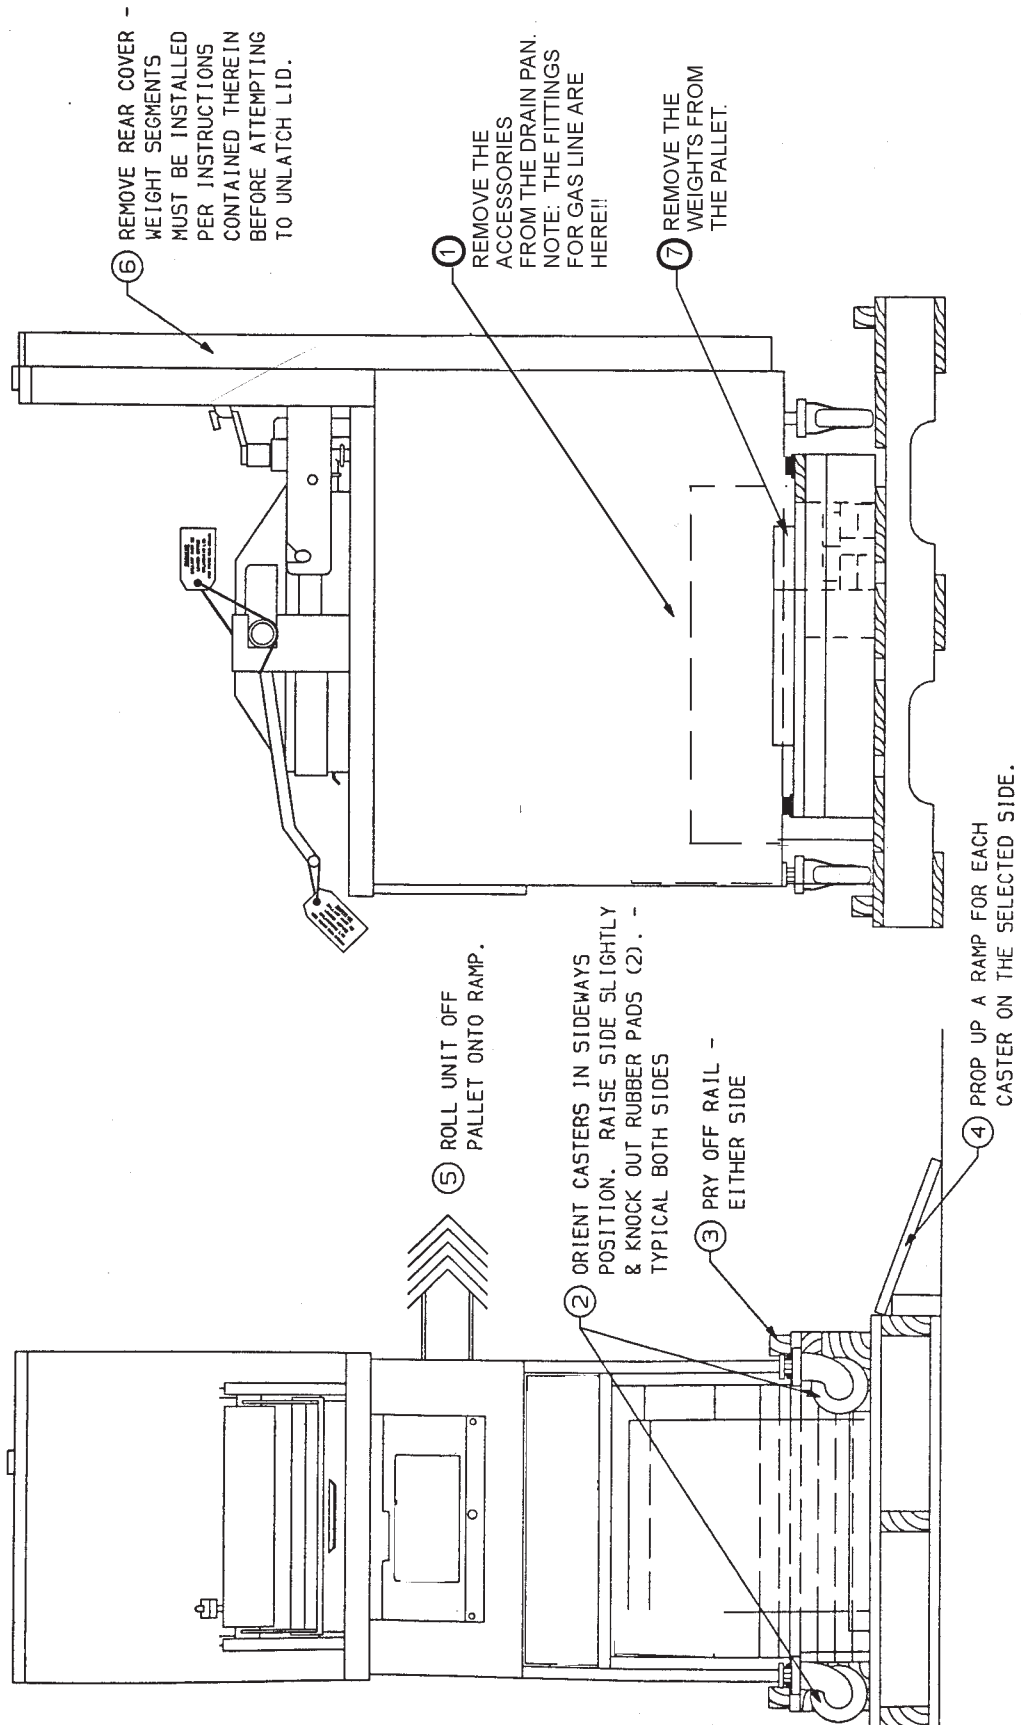 ⑥ REMOVE REAR COVER -
WEIGHT SEGMENTS
MUST BE INSTALLED
PER INSTRUCTIONS
CONTAINED THEREIN
BEFORE ATTEMPTING
TO UNLATCH LID.
①
REMOVE THE
ACCESSORIES
FROM THE DRAIN PAN.
NOTE: THE FITTINGS
FOR GAS LINE ARE
HERE!!
⑦ REMOVE THE
WEIGHTS FROM
THE PALLET.
⑤ ROLL UNIT OFF
PALLET ONTO RAMP.
② ORIENT CASTERS IN SIDEWAYS
POSITION. RAISE SIDE SLIGHTLY
& KNOCK OUT RUBBER PADS (2). -
TYPICAL BOTH SIDES
③ PRY OFF RAIL -
EITHER SIDE
④ PROP UP A RAMP FOR EACH
CASTER ON THE SELECTED SIDE.